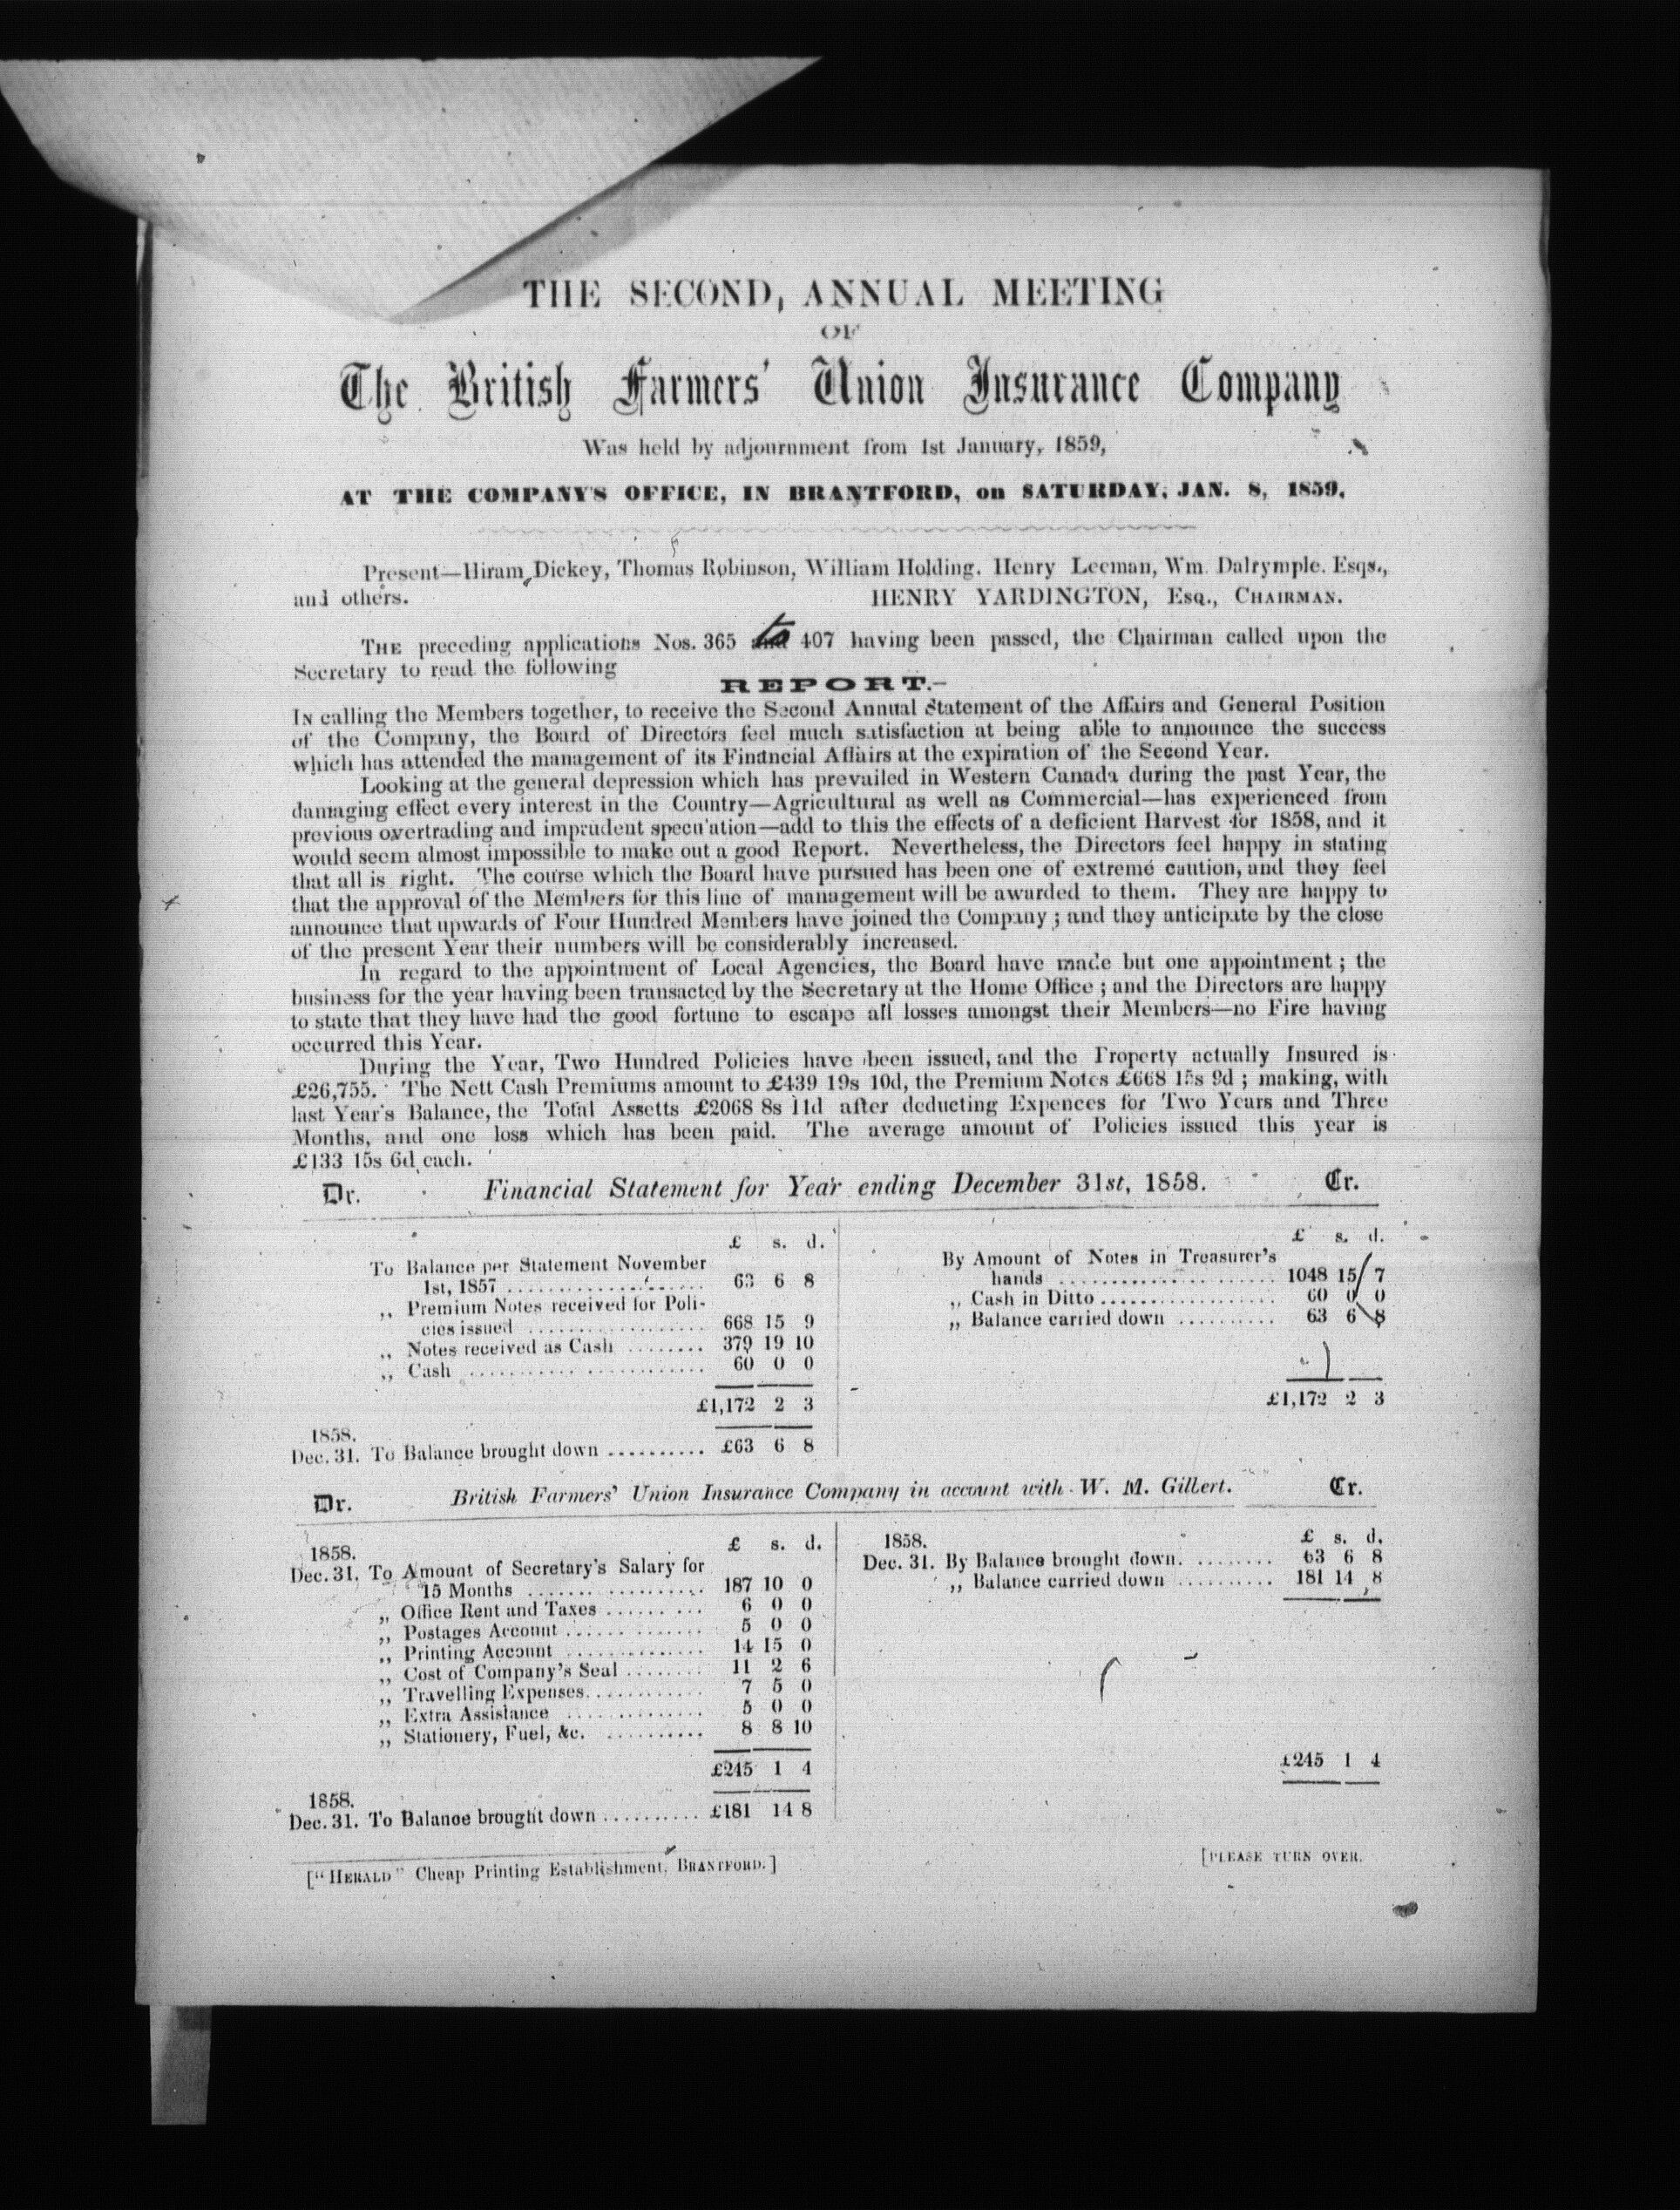 THE SECOND, ANNUAL MEETING
OF
The British Farmers' Union Insurance Company
Was held by adjournment from 1st January, 1859,
AT THE COMPANY'S OFFICE, IN BRANTFORD, on SATURDAY, JAN. 8, 1859.
Present—Hiram Dickey, Thomas Robinson, William Holding, Henry Leeman, Wm. Dalrymple, Esqs.,
and others. HENRY YARDINGTON, Esq., CHAIRMAN.
THE preceding applications Nos. 365 to 407 having been passed, the Chairman called upon the
Secretary to read the following
REPORT.—
IN calling the Members together, to receive the Second Annual Statement of the Affairs and General Position
of the Company, the Board of Directors feel much satisfaction at being able to announce the success
which has attended the management of its Financial Affairs at the expiration of the Second Year.
Looking at the general depression which has prevailed in Western Canada during the past Year, the
damaging effect every interest in the Country—Agricultural as well as Commercial—has experienced from
previous overtrading and imprudent specu'ation—add to this the effects of a deficient Harvest for 1858, and it
would seem almost impossible to make out a good Report. Nevertheless, the Directors feel happy in stating
that all is right. The course which the Board have pursued has been one of extreme caution, and they feel
that the approval of the Members for this line of management will be awarded to them. They are happy to
announce that upwards of Four Hundred Members have joined the Company; and they anticipate by the close
of the present Year their numbers will be considerably increased.
In regard to the appointment of Local Agencies, the Board have made but one appointment; the
business for the year having been transacted by the Secretary at the Home Office; and the Directors are happy
to state that they have had the good fortune to escape all losses amongst their Members—no Fire having
occurred this Year.
During the Year, Two Hundred Policies have been issued, and the Property actually Insured is
£26,755. The Nett Cash Premiums amount to £439 19s 10d, the Premium Notes £668 15s 9d; making, with
last Year's Balance, the Total Assetts £2068 8s 11d after deducting Expences for Two Years and Three
Months, and one loss which has been paid. The average amount of Policies issued this year is
£133 15s 6d each.
Dr. Financial Statement for Year ending December 31st, 1858. Cr.
£ s. d.
To Balance per Statement November
1st, 1857 .................... 63 6 8
,, Premium Notes received for Poli-
cies issued .................. 668 15 9
,, Notes received as Cash ........ 379 19 10
,, Cash ........................ 60 0 0
£1,172 2 3
1858.
Dec. 31. To Balance brought down .......... £63 6 8
£ s. d.
By Amount of Notes in Treasurer's
hands ...................... 1048 15 7
,, Cash in Ditto .................. 60 0 0
,, Balance carried down .......... 63 6 8
£1,172 2 3
Dr. British Farmers' Union Insurance Company in account with W. M. Gilbert. Cr.
1858. £ s. d.
Dec. 31. To Amount of Secretary's Salary for
15 Months .................. 187 10 0
,, Office Rent and Taxes .......... 6 0 0
,, Postages Account .............. 5 0 0
,, Printing Account .............. 14 15 0
,, Cost of Company's Seal ........ 11 2 6
,, Travelling Expenses ............ 7 5 0
,, Extra Assistance .............. 5 0 0
,, Stationery, Fuel, &c. .......... 8 8 10
£245 1 4
1858.
Dec. 31. To Balance brought down .......... £181 14 8
1858. £ s. d.
Dec. 31. By Balance brought down. ........ 63 6 8
,, Balance carried down .......... 181 14 8
£245 1 4
["HERALD" Cheap Printing Establishment, BRANTFORD.]
[PLEASE TURN OVER.